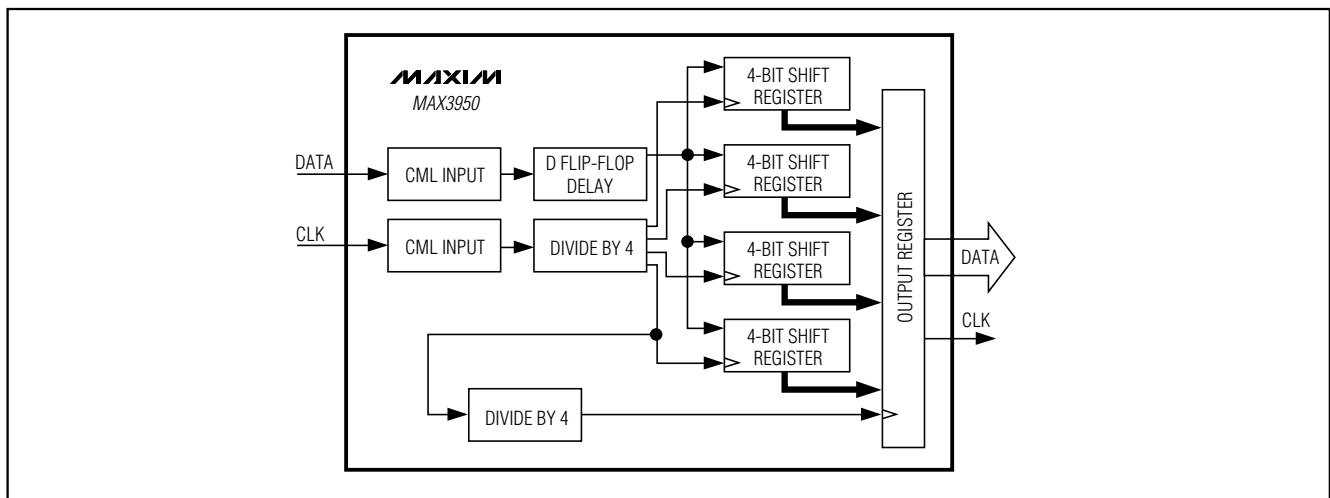 MAXIM
MAX3950
DATA
CML INPUT
D FLIP-FLOP
DELAY
CLK
CML INPUT
DIVIDE BY 4
4-BIT SHIFT
REGISTER
4-BIT SHIFT
REGISTER
4-BIT SHIFT
REGISTER
4-BIT SHIFT
REGISTER
DIVIDE BY 4
OUTPUT REGISTER
DATA
CLK